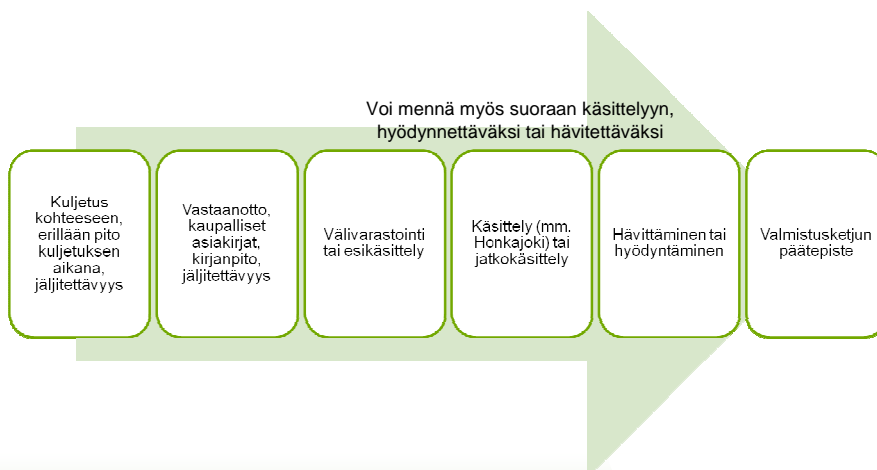 Voi mennä myös suoraan käsittelyyn,
hyödynnettäväksi tai hävitettäväksi
Kuljetus
kohteeseen,
erillään pito
kuljetuksen
aikana,
jäljitettävyys
Vastaanotto,
kaupalliset
asiakirjat,
kirjanpito,
jäljitettävyys
Välivarastointi
tai esikäsittely
Käsittely (mm.
Honkajoki) tai
jatkokäsittely
Hävittäminen tai
hyödyntäminen
Valmistusketjun
päätepiste